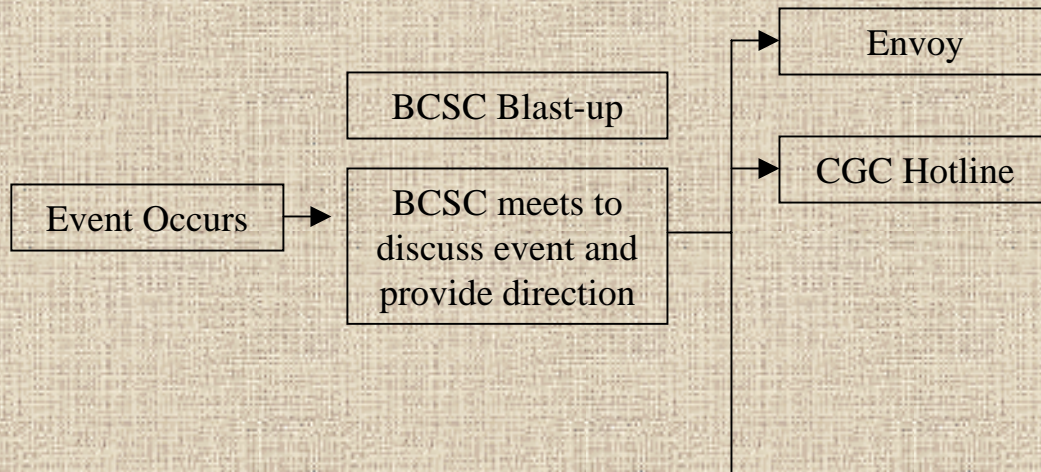 Envoy
BCSC Blast-up
CGC Hotline
Event Occurs
BCSC meets to
discuss event and
provide direction